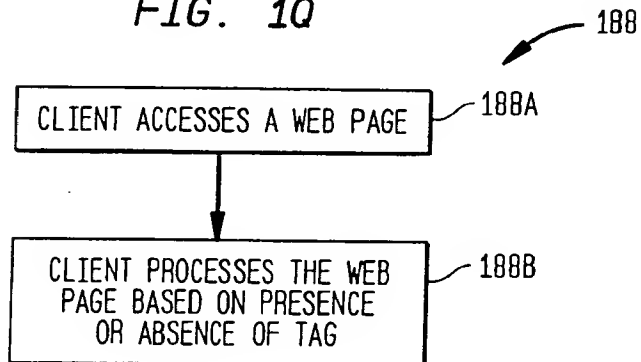 FIG. 1Q
188
CLIENT ACCESSES A WEB PAGE
188A
CLIENT PROCESSES THE WEB
PAGE BASED ON PRESENCE
OR ABSENCE OF TAG
188B